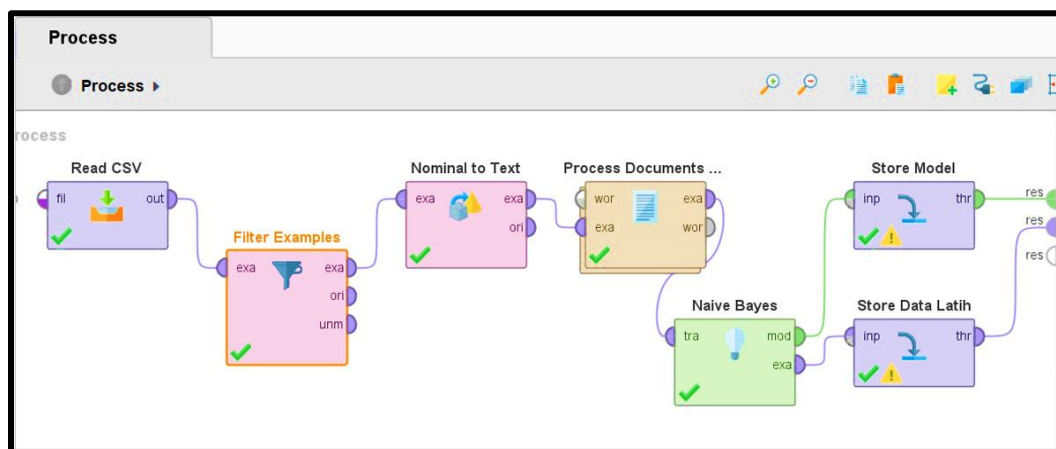 Process
Process
rocess
Read CSV
fil out
Filter Examples
exa exa
ori
unm
Nominal to Text
exa exa
ori
Process Documents ...
wor exa
exa wor
Naive Bayes
tra mod
exa
Store Model
inp thr
Store Data Latih
inp thr
res
res
res